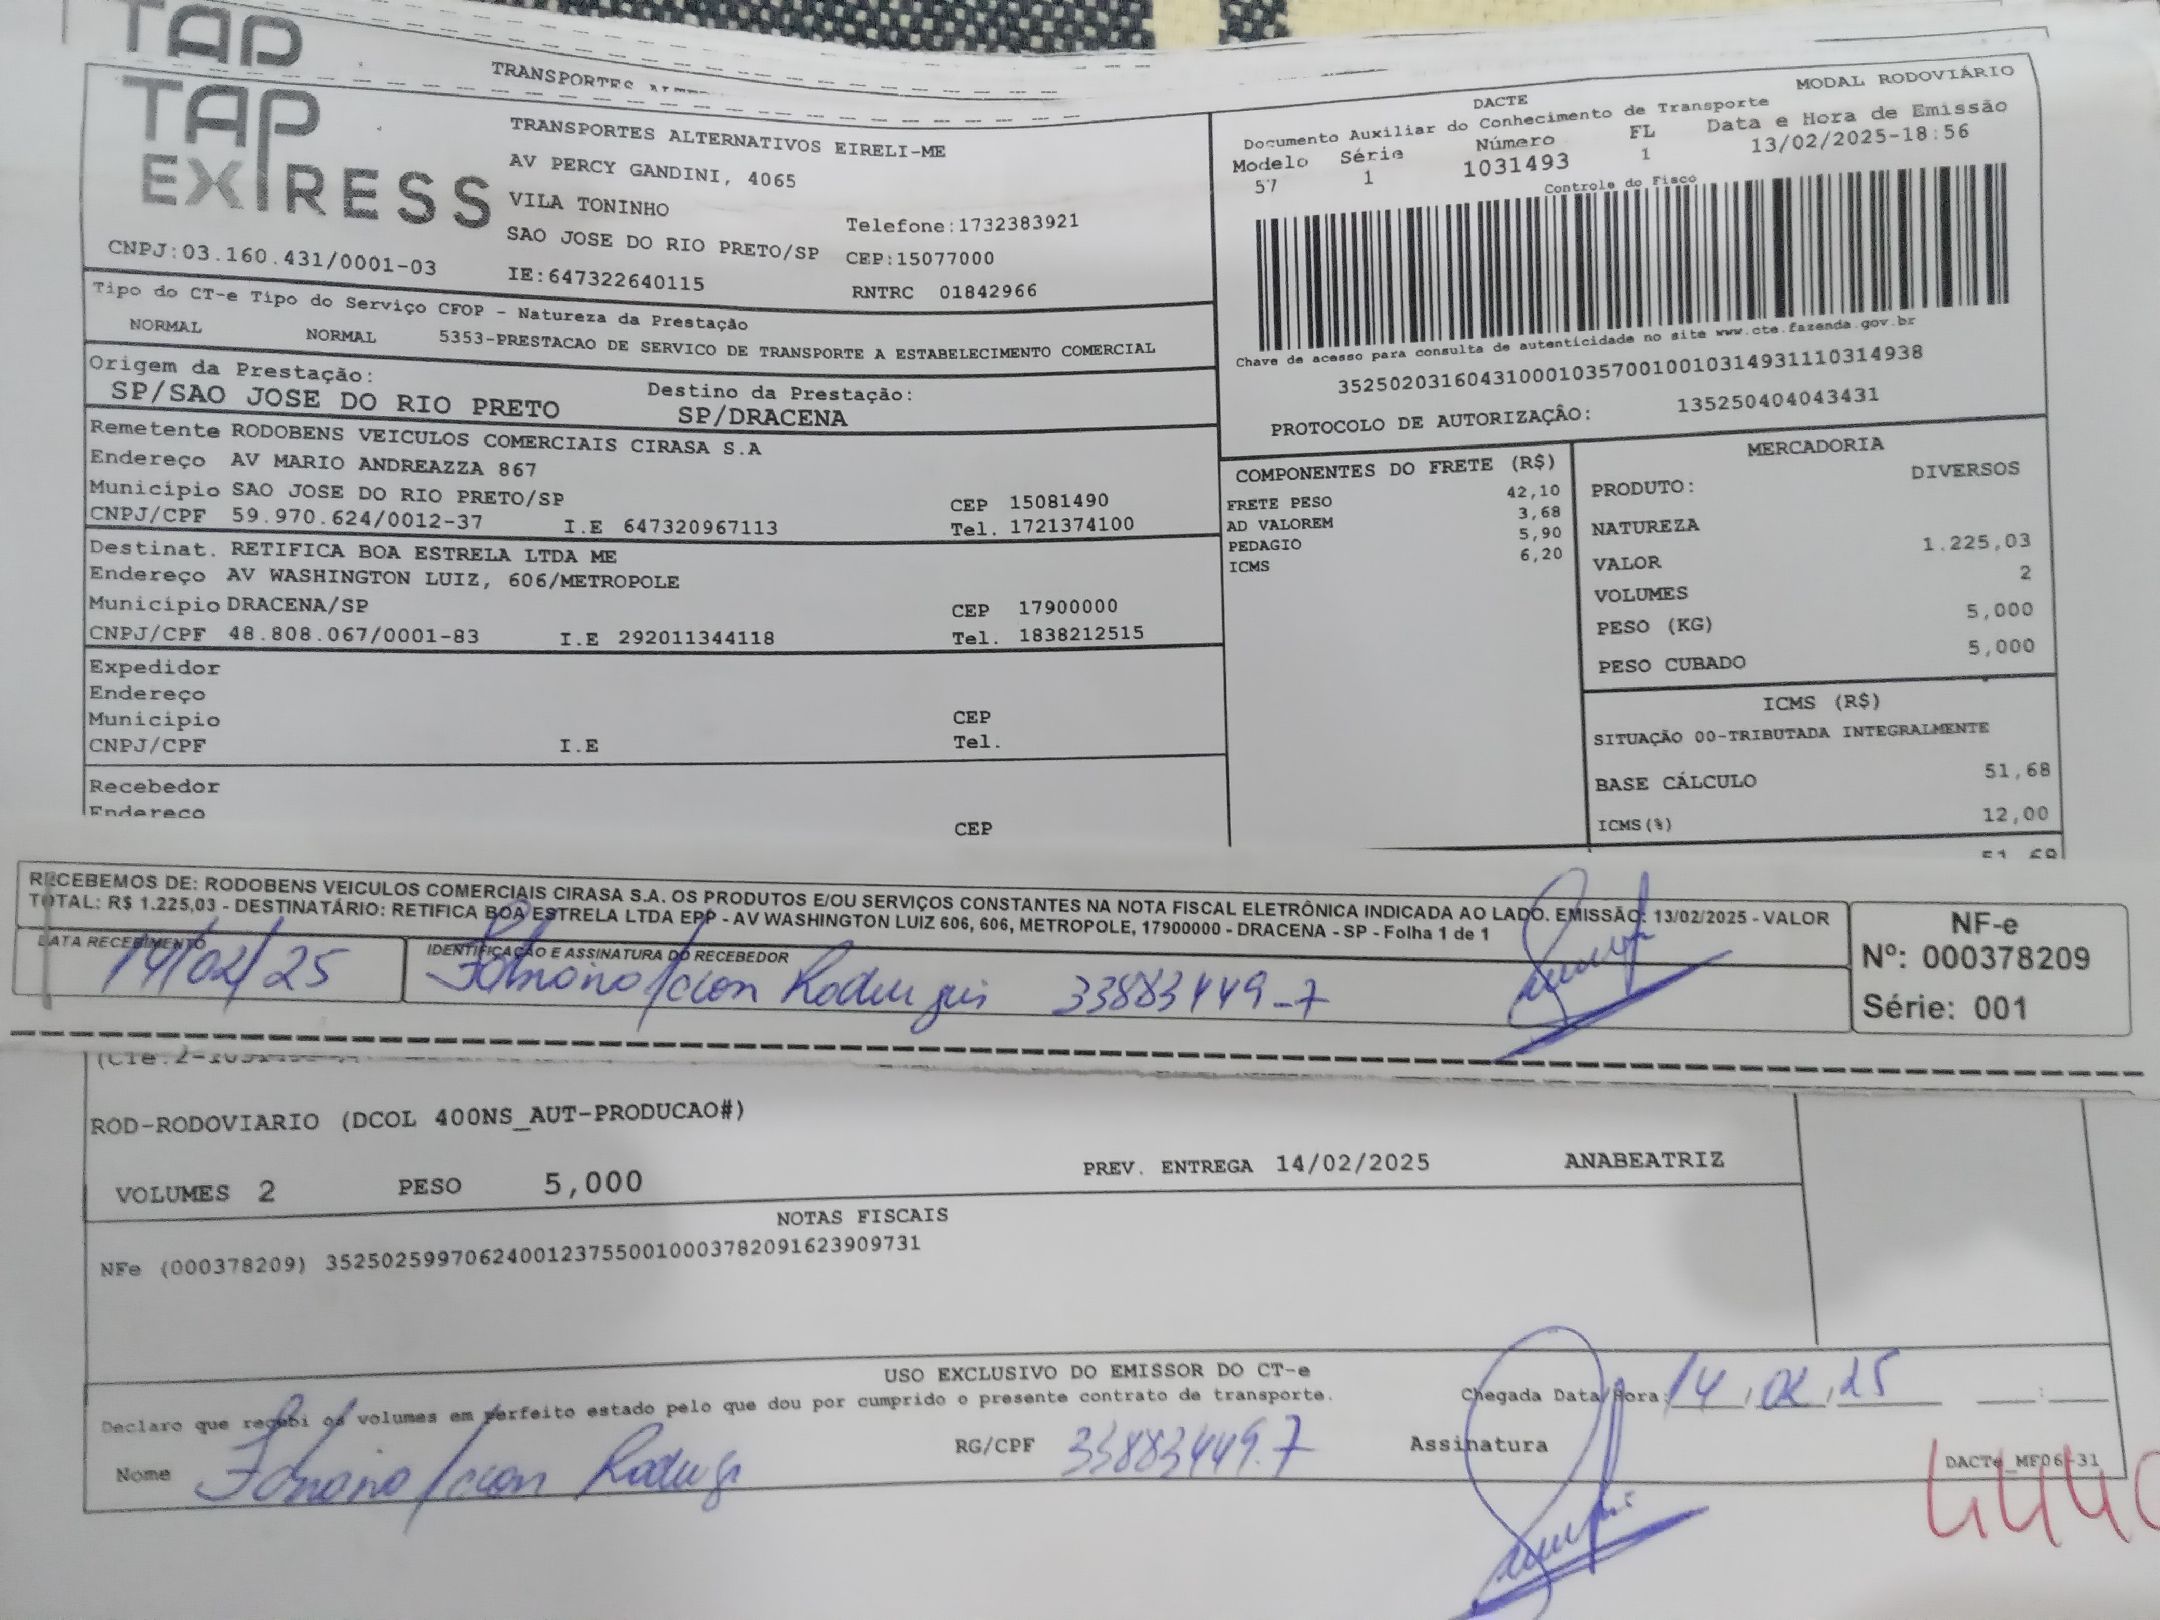 TAP
TRANSPORTES
TAP
EXPRESS
TRANSPORTES ALTERNATIVOS EIRELI-ME
AV PERCY GANDINI, 4065
VILA TONINHO
SAO JOSE DO RIO PRETO/SP
Telefone:1732383921
CEP:15077000
CNPJ:03.160.431/0001-03
IE:647322640115
RNTRC 01842966
MODAL RODOVIÁRIO
DACTE
Documento Auxiliar do Conhecimento de Transporte
Modelo Série Número FL Data e Hora de Emissão
57 1 1031493 1 13/02/2025-18:56
Controle do Fisco
Chave de acesso para consulta de autenticidade no site www.cte.fazenda.gov.br
35250203160431000103570010010314931110314938
PROTOCOLO DE AUTORIZAÇÃO: 135250404043431
Tipo do CT-e Tipo do Serviço CFOP - Natureza da Prestação
NORMAL NORMAL 5353-PRESTACAO DE SERVICO DE TRANSPORTE A ESTABELECIMENTO COMERCIAL
Origem da Prestação: Destino da Prestação:
SP/SAO JOSE DO RIO PRETO SP/DRACENA
Remetente RODOBENS VEICULOS COMERCIAIS CIRASA S.A
Endereço AV MARIO ANDREAZZA 867
Município SAO JOSE DO RIO PRETO/SP CEP 15081490
CNPJ/CPF 59.970.624/0012-37 I.E 647320967113 Tel. 1721374100
Destinat. RETIFICA BOA ESTRELA LTDA ME
Endereço AV WASHINGTON LUIZ, 606/METROPOLE
Município DRACENA/SP CEP 17900000
CNPJ/CPF 48.808.067/0001-83 I.E 292011344118 Tel. 1838212515
Expedidor
Endereço
Município CEP
CNPJ/CPF I.E Tel.
Recebedor
Endereço
CEP
COMPONENTES DO FRETE (R$)
FRETE PESO 42,10
AD VALOREM 3,68
PEDAGIO 5,90
ICMS 6,20
MERCADORIA
PRODUTO: DIVERSOS
NATUREZA
VALOR 1.225,03
VOLUMES 2
PESO (KG) 5,000
PESO CUBADO 5,000
ICMS (R$)
SITUAÇÃO 00-TRIBUTADA INTEGRALMENTE
BASE CÁLCULO 51,68
ICMS(%) 12,00
RECEBEMOS DE: RODOBENS VEICULOS COMERCIAIS CIRASA S.A. OS PRODUTOS E/OU SERVIÇOS CONSTANTES NA NOTA FISCAL ELETRÔNICA INDICADA AO LADO. EMISSÃO: 13/02/2025 - VALOR
TOTAL: R$ 1.225,03 - DESTINATÁRIO: RETIFICA BOA ESTRELA LTDA EPP - AV WASHINGTON LUIZ 606, 606, METROPOLE, 17900000 - DRACENA - SP - Folha 1 de 1
DATA RECEBIMENTO IDENTIFICAÇÃO E ASSINATURA DO RECEBEDOR
14/02/25 33883449-7
NF-e
Nº: 000378209
Série: 001
ROD-RODOVIARIO (DCOL 400NS_AUT-PRODUCAO#)
VOLUMES 2 PESO 5,000 PREV. ENTREGA 14/02/2025 ANABEATRIZ
NOTAS FISCAIS
NFe (000378209) 35250259970624001237550010003782091623909731
USO EXCLUSIVO DO EMISSOR DO CT-e
Declaro que recebi os volumes em perfeito estado pelo que dou por cumprido o presente contrato de transporte. Chegada Data/Hora 14,02,25
Nome RG/CPF 33883449.7 Assinatura
DACTe_MF06-31